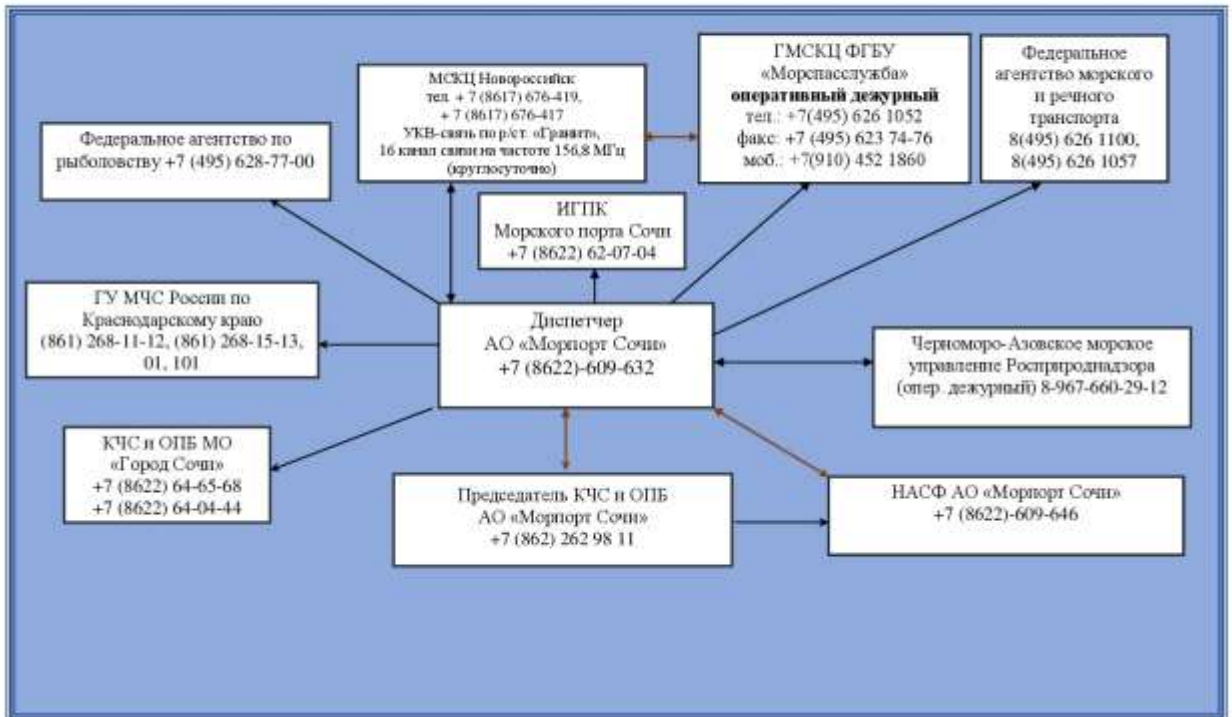 МСКЦ Новороссийск
тел. + 7 (8617) 676-419,
+ 7 (8617) 676-417
УКВ-связь по р/ст. «Гранит»,
16 канал связи на частоте 156,8 МГц
(круглосуточно)
ГМСКЦ ФГБУ
«Морспасслужба»
оперативный дежурный
тел.: +7(495) 626 1052
факс: +7 (495) 623 74-76
моб.: +7(910) 452 1860
Федеральное
агентство морского
и речного
транспорта
8(495) 626 1100,
8(495) 626 1057
Федеральное агентство по
рыболовству +7 (495) 628-77-00
ИГПК
Морского порта Сочи
+7 (8622) 62-07-04
ГУ МЧС России по
Краснодарскому краю
(861) 268-11-12, (861) 268-15-13,
01, 101
Диспетчер
АО «Морпорт Сочи»
+7 (8622)-609-632
Черноморо-Азовское морское
управление Росприроднадзора
(опер. дежурный) 8-967-660-29-12
КЧС и ОПБ МО
«Город Сочи»
+7 (8622) 64-65-68
+7 (8622) 64-04-44
Председатель КЧС и ОПБ
АО «Морпорт Сочи»
+7 (862) 262 98 11
НАСФ АО «Морпорт Сочи»
+7 (8622)-609-646